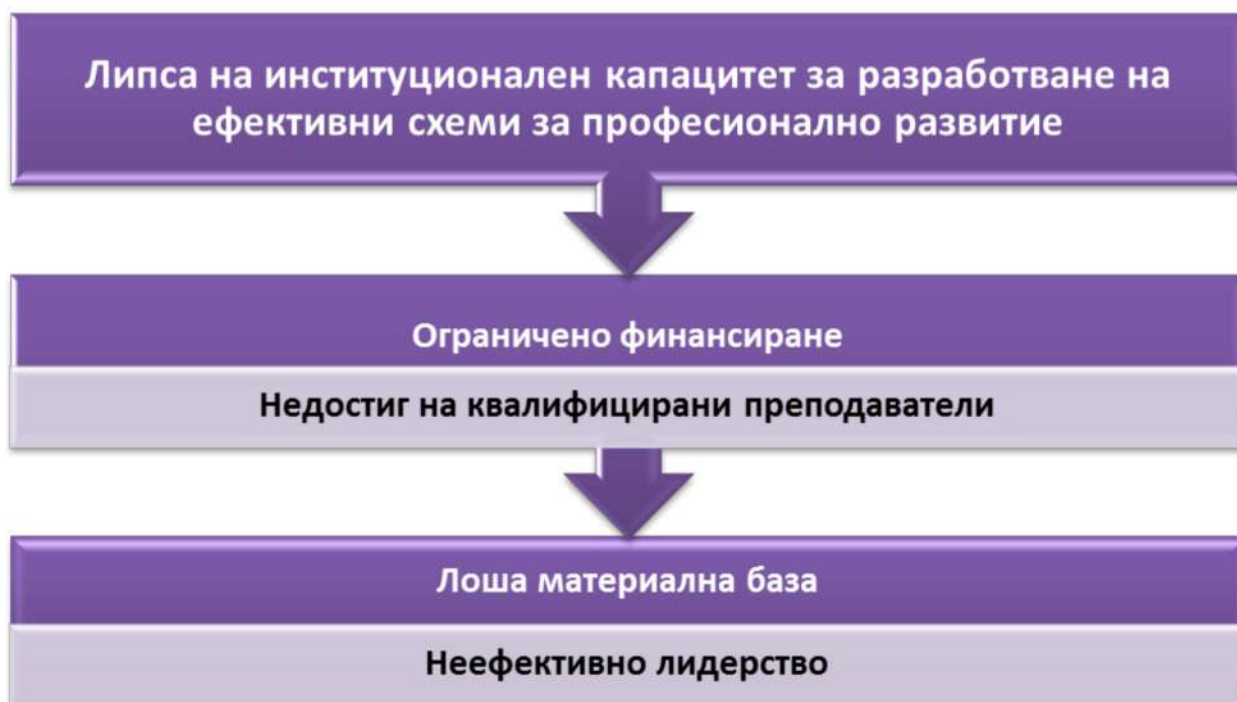 Липса на институционален капацитет за разработване на
ефективни схеми за професионално развитие
Ограничено финансиране
Недостиг на квалифицирани преподаватели
Лоша материална база
Неефективно лидерство